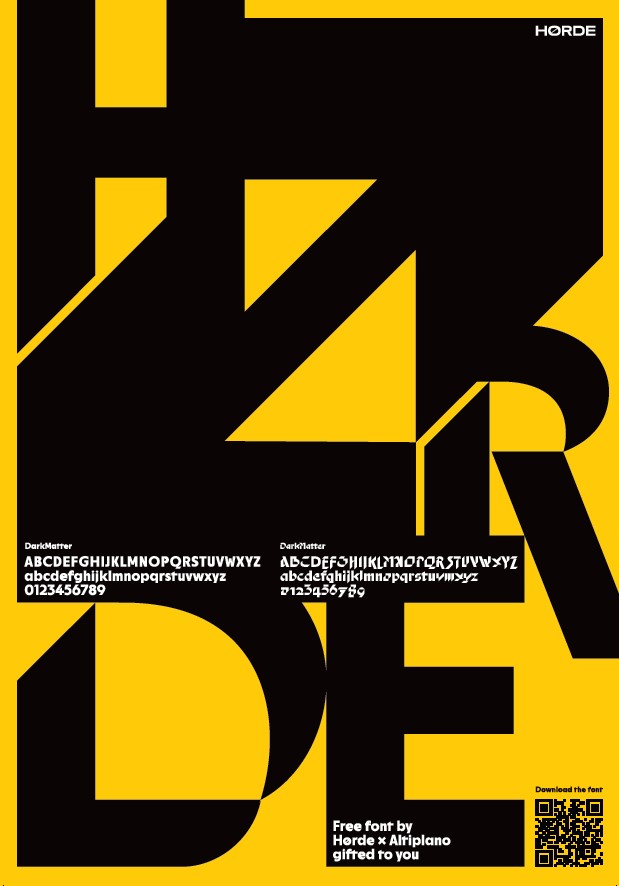 HØRDE
DarkMatter
ABCDEFGHIJKLMNOPQRSTUVWXYZ
abcdefghijklmnopqrstuvwxyz
0123456789
DarkMatter
ABCDEFGHIJKLMNOPQRSTUVWXYZ
abcdefghijklmnopqrstuvwxyz
0123456789
HØRDE
Free font by
Hørde × Altiplano
gifted to you
Download the font